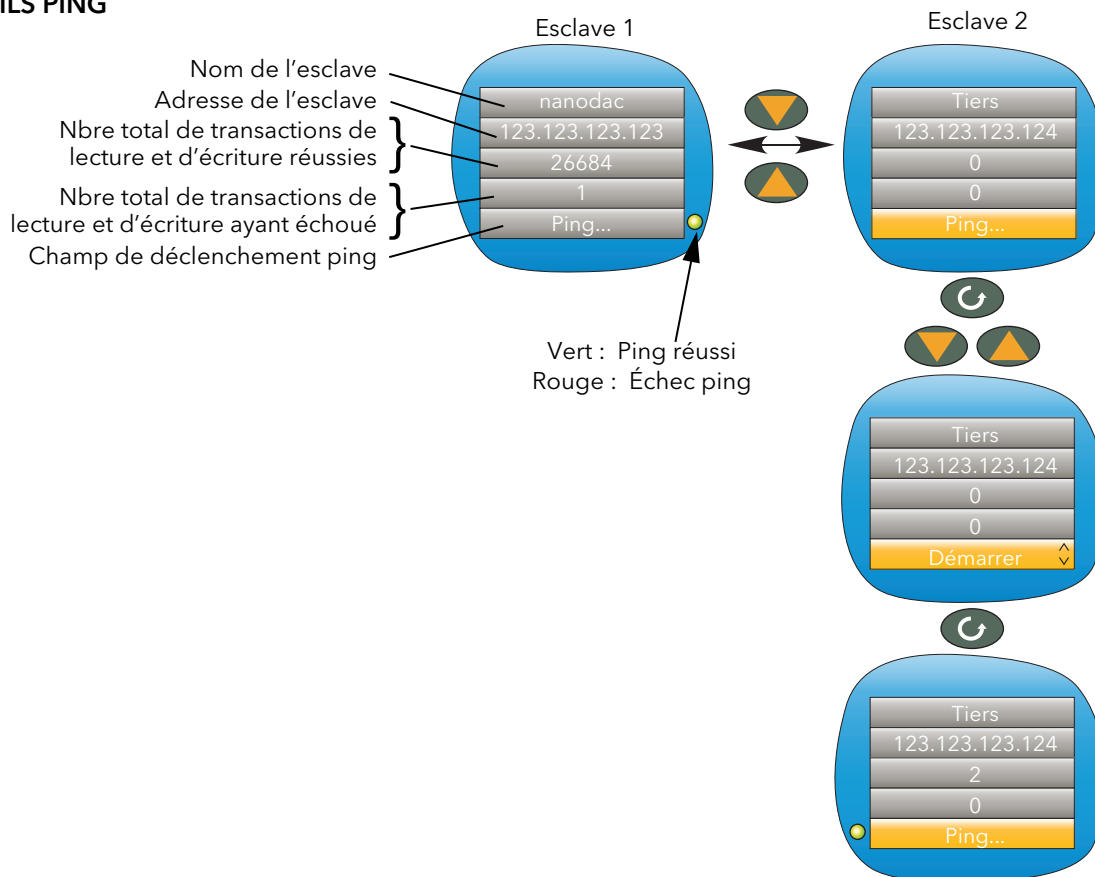 ILS PING
Esclave 1
Esclave 2
Nom de l'esclave
Adresse de l'esclave
Nbre total de transactions de
lecture et d'écriture réussies
Nbre total de transactions de
lecture et d'écriture ayant échoué
Champ de déclenchement ping
nanodac
123.123.123.123
26684
1
Ping...
Vert : Ping réussi
Rouge : Échec ping
Tiers
123.123.123.124
0
0
Ping...
Tiers
123.123.123.124
0
0
Démarrer
Tiers
123.123.123.124
2
0
Ping...